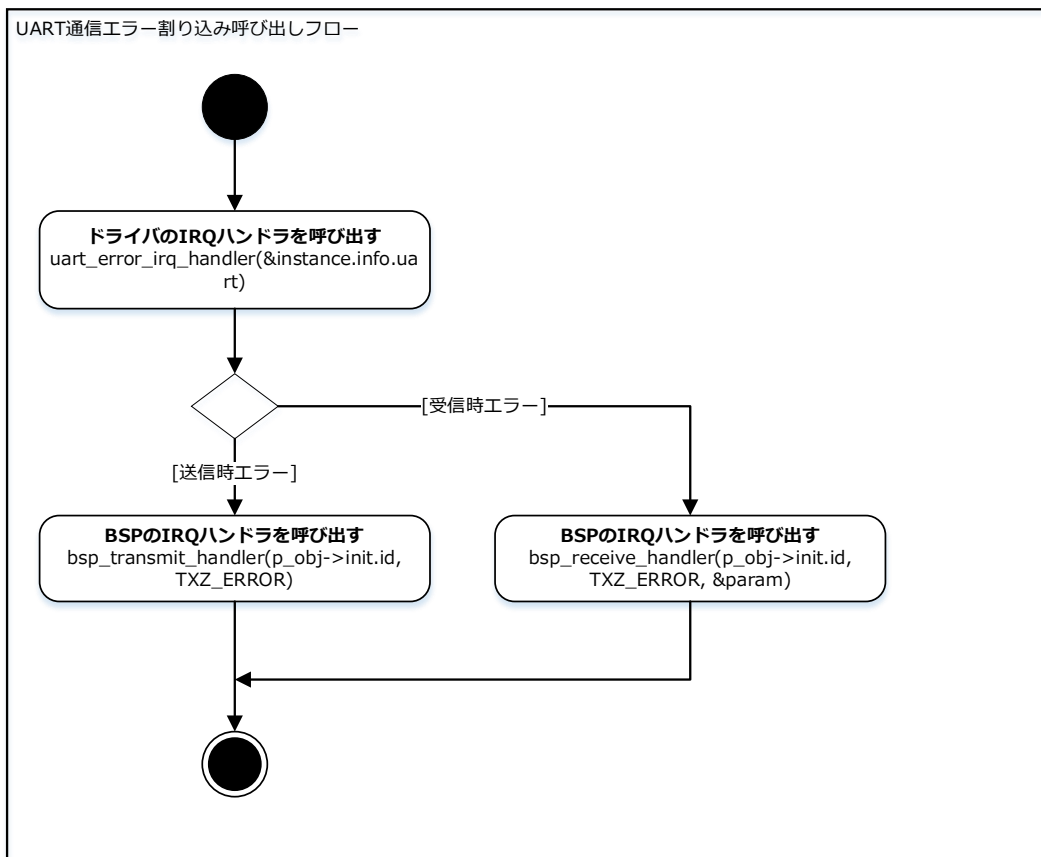 UART通信エラー割り込み呼び出しフロー
ドライバのIRQハンドラを呼び出す
uart_error_irq_handler(&instance.info.ua
rt)
[受信時エラー]
[送信時エラー]
BSPのIRQハンドラを呼び出す
bsp_transmit_handler(p_obj->init.id,
TXZ_ERROR)
BSPのIRQハンドラを呼び出す
bsp_receive_handler(p_obj->init.id,
TXZ_ERROR, &param)